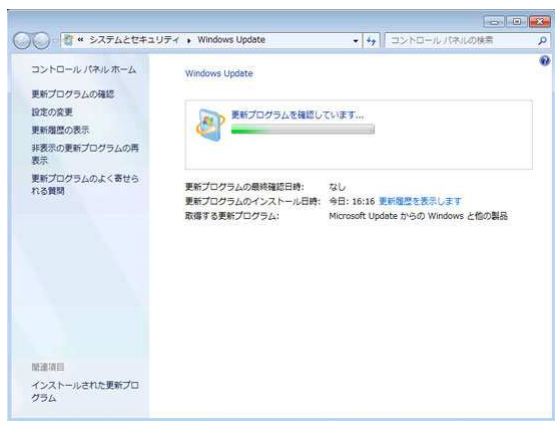 « システムとセキュリティ ▸ Windows Update
コントロール パネルの検索
コントロール パネル ホーム
更新プログラムの確認
設定の変更
更新履歴の表示
非表示の更新プログラムの再
表示
更新プログラムのよく寄せら
れる質問
関連項目
インストールされた更新プロ
グラム
Windows Update
更新プログラムを確認しています...
更新プログラムの最終確認日時: なし
更新プログラムのインストール日時: 今日: 16:16 更新履歴を表示します
取得する更新プログラム: Microsoft Update からの Windows と他の製品